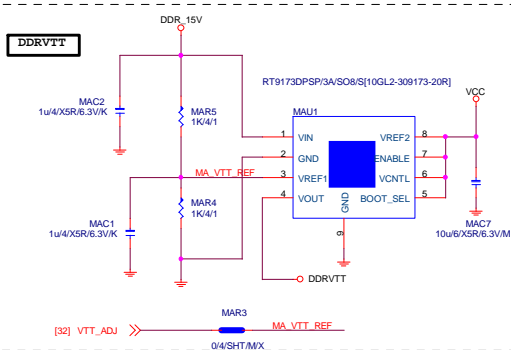 DDR_15V
DDRVTT
RT9173DPSP/3A/SO8/S[10GL2-309173-20R]
VCC
MAC2
1u/4/X5R/6.3V/K
MAR5
1K/4/1
MAU1
1 VIN VREF2 8
2 GND ENABLE 7
MA_VTT_REF 3 VREF1 VCNTL 6
4 VOUT BOOT_SEL 5
GND
9
MAR4
1K/4/1
MAC1
1u/4/X5R/6.3V/K
MAC7
10u/6/X5R/6.3V/M
DDRVTT
MAR3
[32] VTT_ADJ MA_VTT_REF
0/4/SHT/M/X